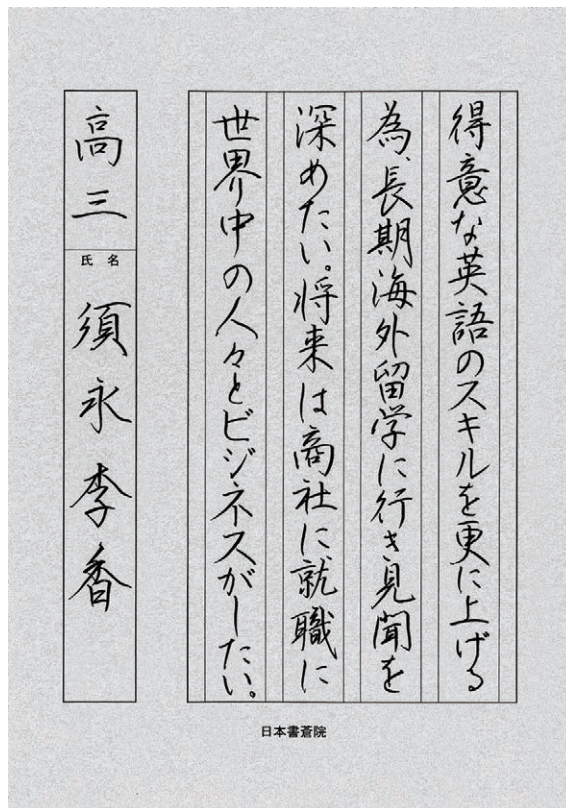 得意な英語のスキルを更に上げる
為、長期海外留学に行き見聞を
深めたい。将来は商社に就職に
世界中の人々とビジネスがしたい。
高三
氏名
須永李香
日本書蒼院